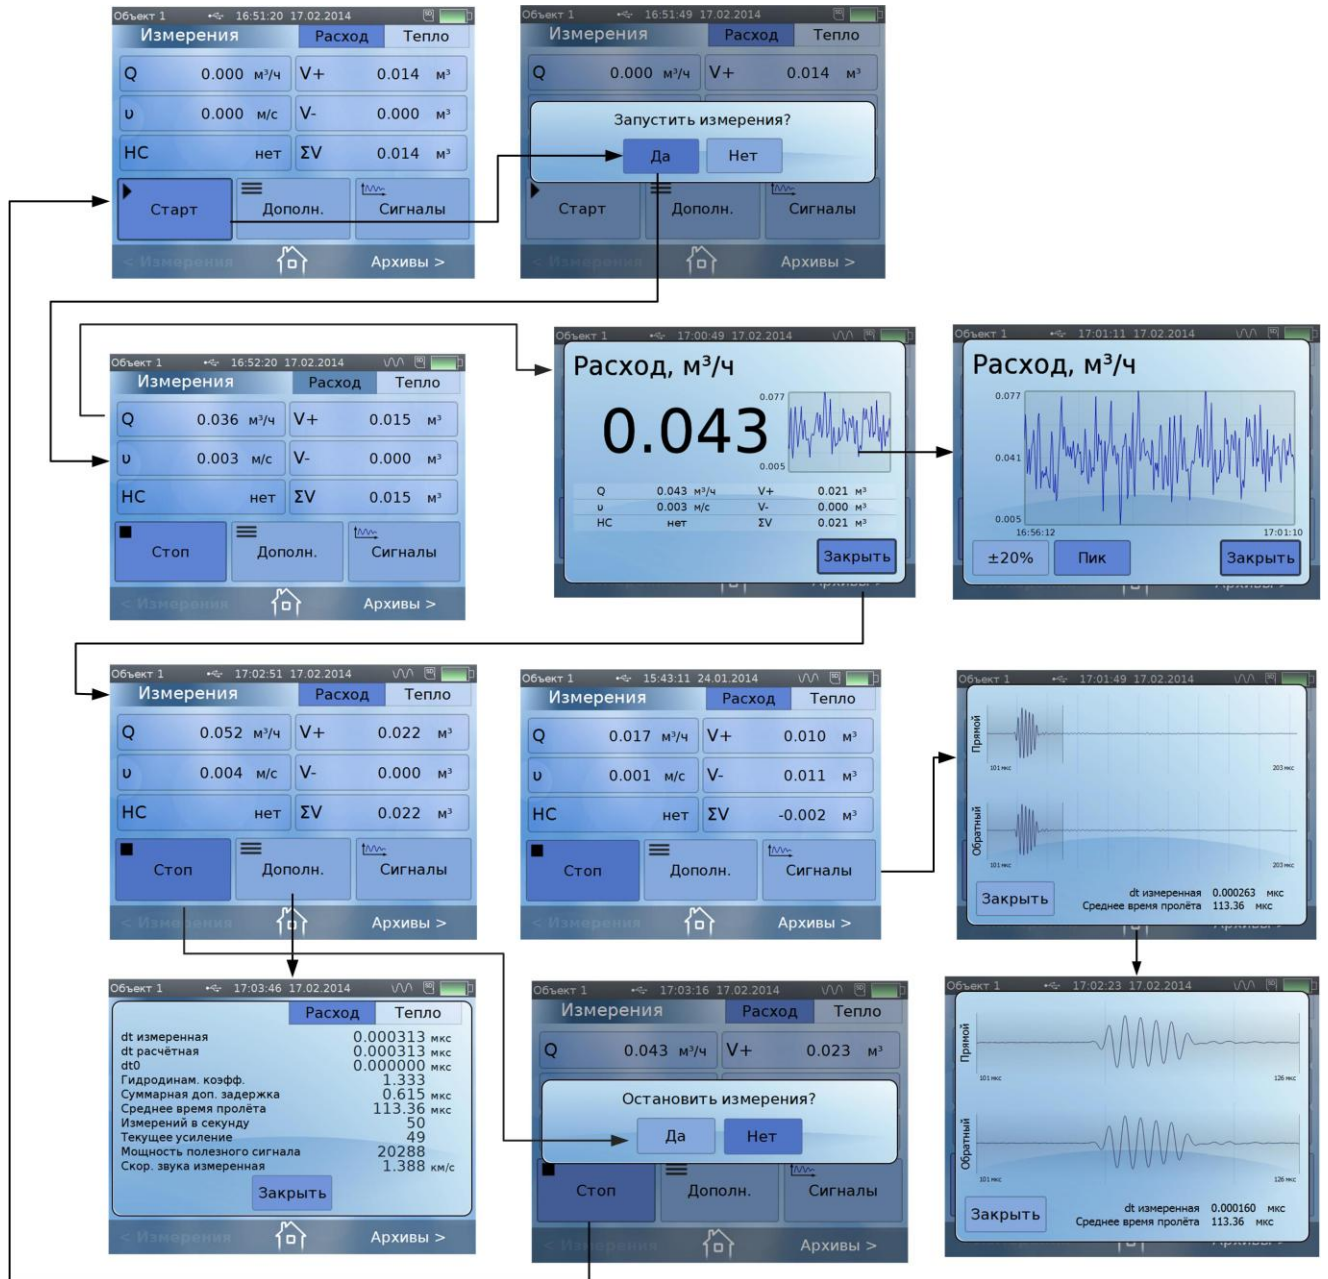 Объект 1 16:51:20 17.02.2014
Измерения Расход Тепло
Q 0.000 м³/ч V+ 0.014 м³
υ 0.000 м/с V- 0.000 м³
НС нет ΣV 0.014 м³
Старт Дополн. Сигналы
< Измерения Архивы >
Объект 1 16:51:49 17.02.2014
Измерения Расход Тепло
Q 0.000 м³/ч V+ 0.014 м³
Запустить измерения?
Да Нет
Старт Дополн. Сигналы
< Измерения Архивы >
Объект 1 16:52:20 17.02.2014
Измерения Расход Тепло
Q 0.036 м³/ч V+ 0.015 м³
υ 0.003 м/с V- 0.000 м³
НС нет ΣV 0.015 м³
Стоп Дополн. Сигналы
< Измерения Архивы >
Объект 1 17:00:49 17.02.2014
Расход, м³/ч
0.043
0.077
0.005
Q 0.043 м³/ч V+ 0.021 м³
υ 0.003 м/с V- 0.000 м³
НС нет ΣV 0.021 м³
Закрыть
Архивы >
Объект 1 17:01:11 17.02.2014
Расход, м³/ч
0.077
0.041
0.005
16:56:12 17:01:10
±20% Пик Закрыть
Объект 1 17:02:51 17.02.2014
Измерения Расход Тепло
Q 0.052 м³/ч V+ 0.022 м³
υ 0.004 м/с V- 0.000 м³
НС нет ΣV 0.022 м³
Стоп Дополн. Сигналы
< Измерения Архивы >
Объект 1 15:43:11 24.01.2014
Измерения Расход Тепло
Q 0.017 м³/ч V+ 0.010 м³
υ 0.001 м/с V- 0.011 м³
НС нет ΣV -0.002 м³
Стоп Дополн. Сигналы
< Измерения Архивы >
Объект 1 17:01:49 17.02.2014
Прямой
101 мкс 203 мкс
Обратный
101 мкс 203 мкс
Закрыть
dt измеренная 0.000263 мкс
Среднее время пролёта 113.36 мкс
Объект 1 17:03:46 17.02.2014
Расход Тепло
dt измеренная 0.000313 мкс
dt расчётная 0.000313 мкс
dt0 0.000000 мкс
Гидродинам. коэфф. 1.333
Суммарная доп. задержка 0.615 мкс
Среднее время пролёта 113.36 мкс
Измерений в секунду 50
Текущее усиление 49
Мощность полезного сигнала 20288
Скор. звука измеренная 1.388 км/с
Закрыть
< Измерения Архивы >
Объект 1 17:03:16 17.02.2014
Измерения Расход Тепло
Q 0.043 м³/ч V+ 0.023 м³
Остановить измерения?
Да Нет
Стоп Дополн. Сигналы
< Измерения Архивы >
Объект 1 17:02:23 17.02.2014
Прямой
101 мкс 126 мкс
Обратный
101 мкс 126 мкс
Закрыть
dt измеренная 0.000160 мкс
Среднее время пролёта 113.36 мкс